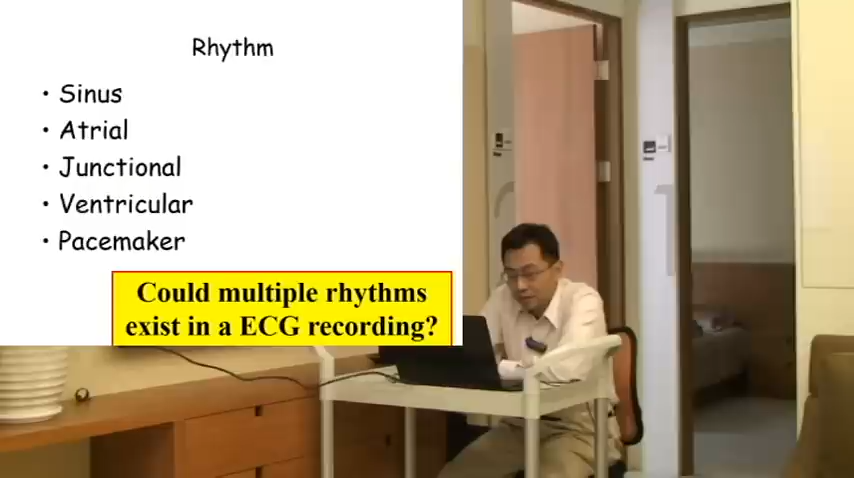 Rhythm
• Sinus
• Atrial
• Junctional
• Ventricular
• Pacemaker
Could multiple rhythms
exist in a ECG recording?